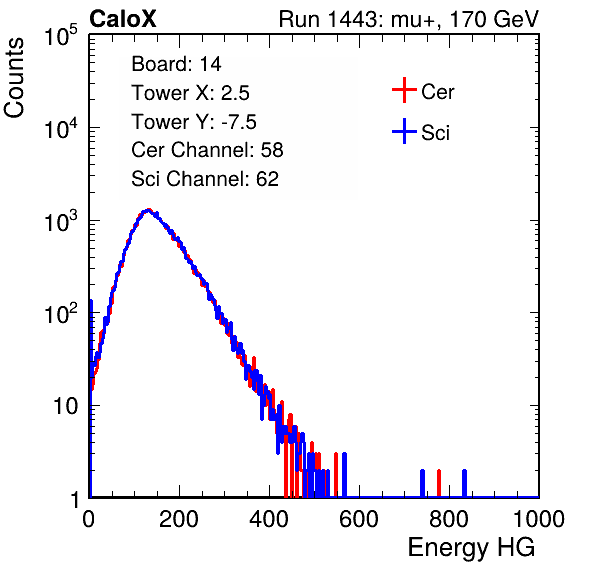 CaloX Run 1443: mu+, 170 GeV
Counts
Board: 14
Tower X: 2.5
Tower Y: -7.5
Cer Channel: 58
Sci Channel: 62
Cer
Sci
10^5
10^4
10^3
10^2
10
1
0 200 400 600 800 1000
Energy HG